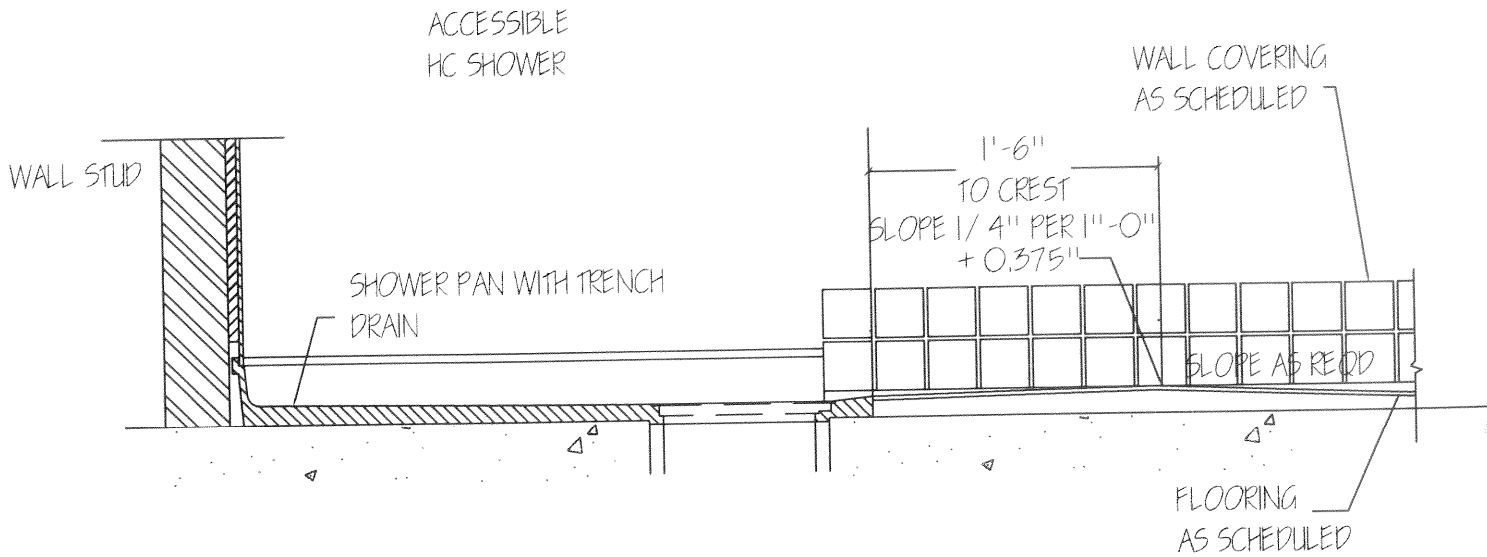 ACCESSIBLE
HC SHOWER
WALL COVERING
AS SCHEDULED
WALL STUD
1'-6"
TO CREST
SLOPE 1/4" PER 1'-0"
+ 0.375"
SHOWER PAN WITH TRENCH
DRAIN
SLOPE AS REQD
FLOORING
AS SCHEDULED